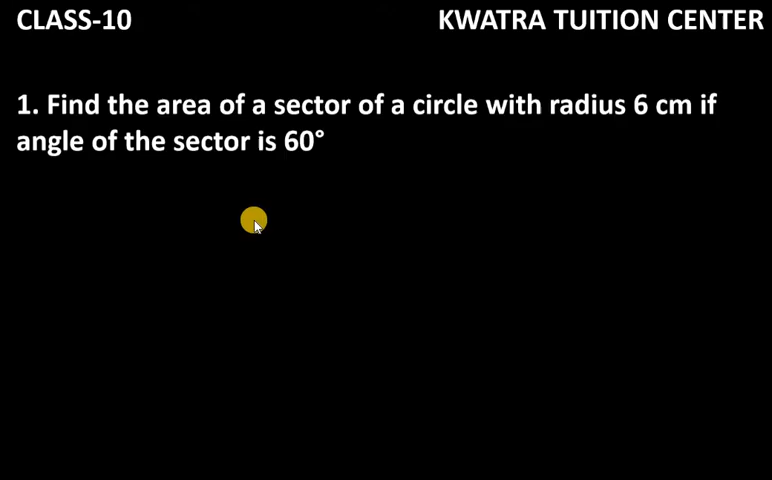 CLASS-10 KWATRA TUITION CENTER
1. Find the area of a sector of a circle with radius 6 cm if
angle of the sector is 60°